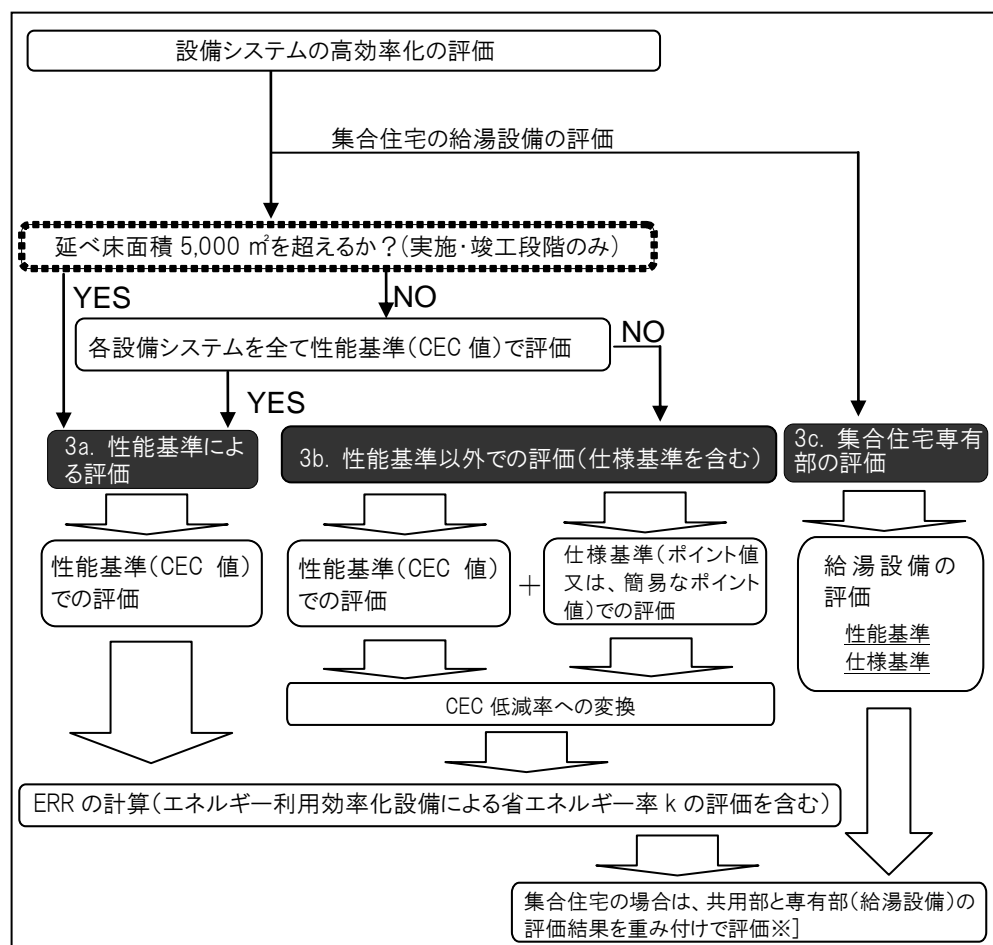 設備システムの高効率化の評価
集合住宅の給湯設備の評価
延べ床面積 5,000 ㎡を超えるか？(実施・竣工段階のみ)
YES
NO
各設備システムを全て性能基準(CEC 値)で評価
NO
YES
3a. 性能基準によ
る評価
3b. 性能基準以外での評価(仕様基準を含む)
3c. 集合住宅専有
部の評価
性能基準(CEC 値)
での評価
性能基準(CEC 値)
での評価
＋
仕様基準(ポイント値
又は、簡易なポイント
値)での評価
給湯設備の
評価
性能基準
仕様基準
CEC 低減率への変換
ERR の計算(エネルギー利用効率化設備による省エネルギー率 k の評価を含む)
集合住宅の場合は、共用部と専有部(給湯設備)の
評価結果を重み付けで評価※]